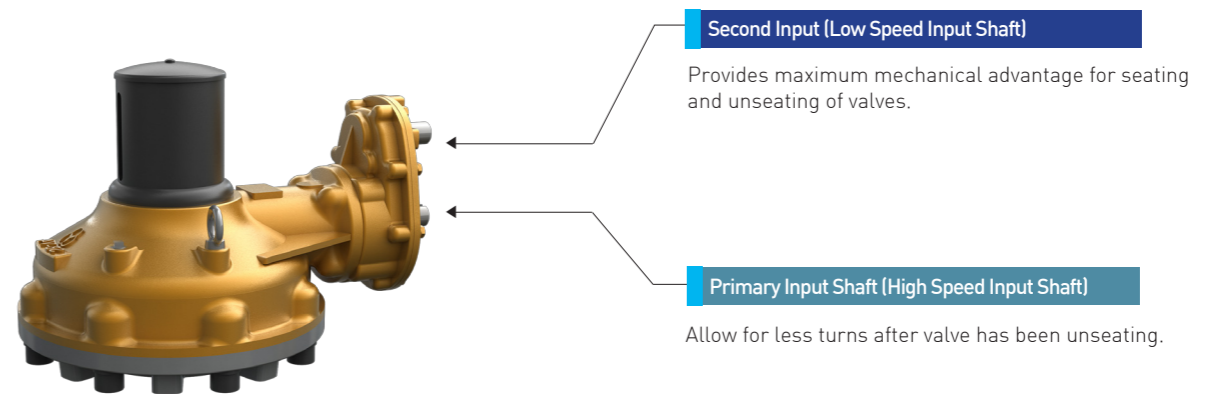 Second Input (Low Speed Input Shaft)
Provides maximum mechanical advantage for seating
and unseating of valves.
Primary Input Shaft (High Speed Input Shaft)
Allow for less turns after valve has been unseating.